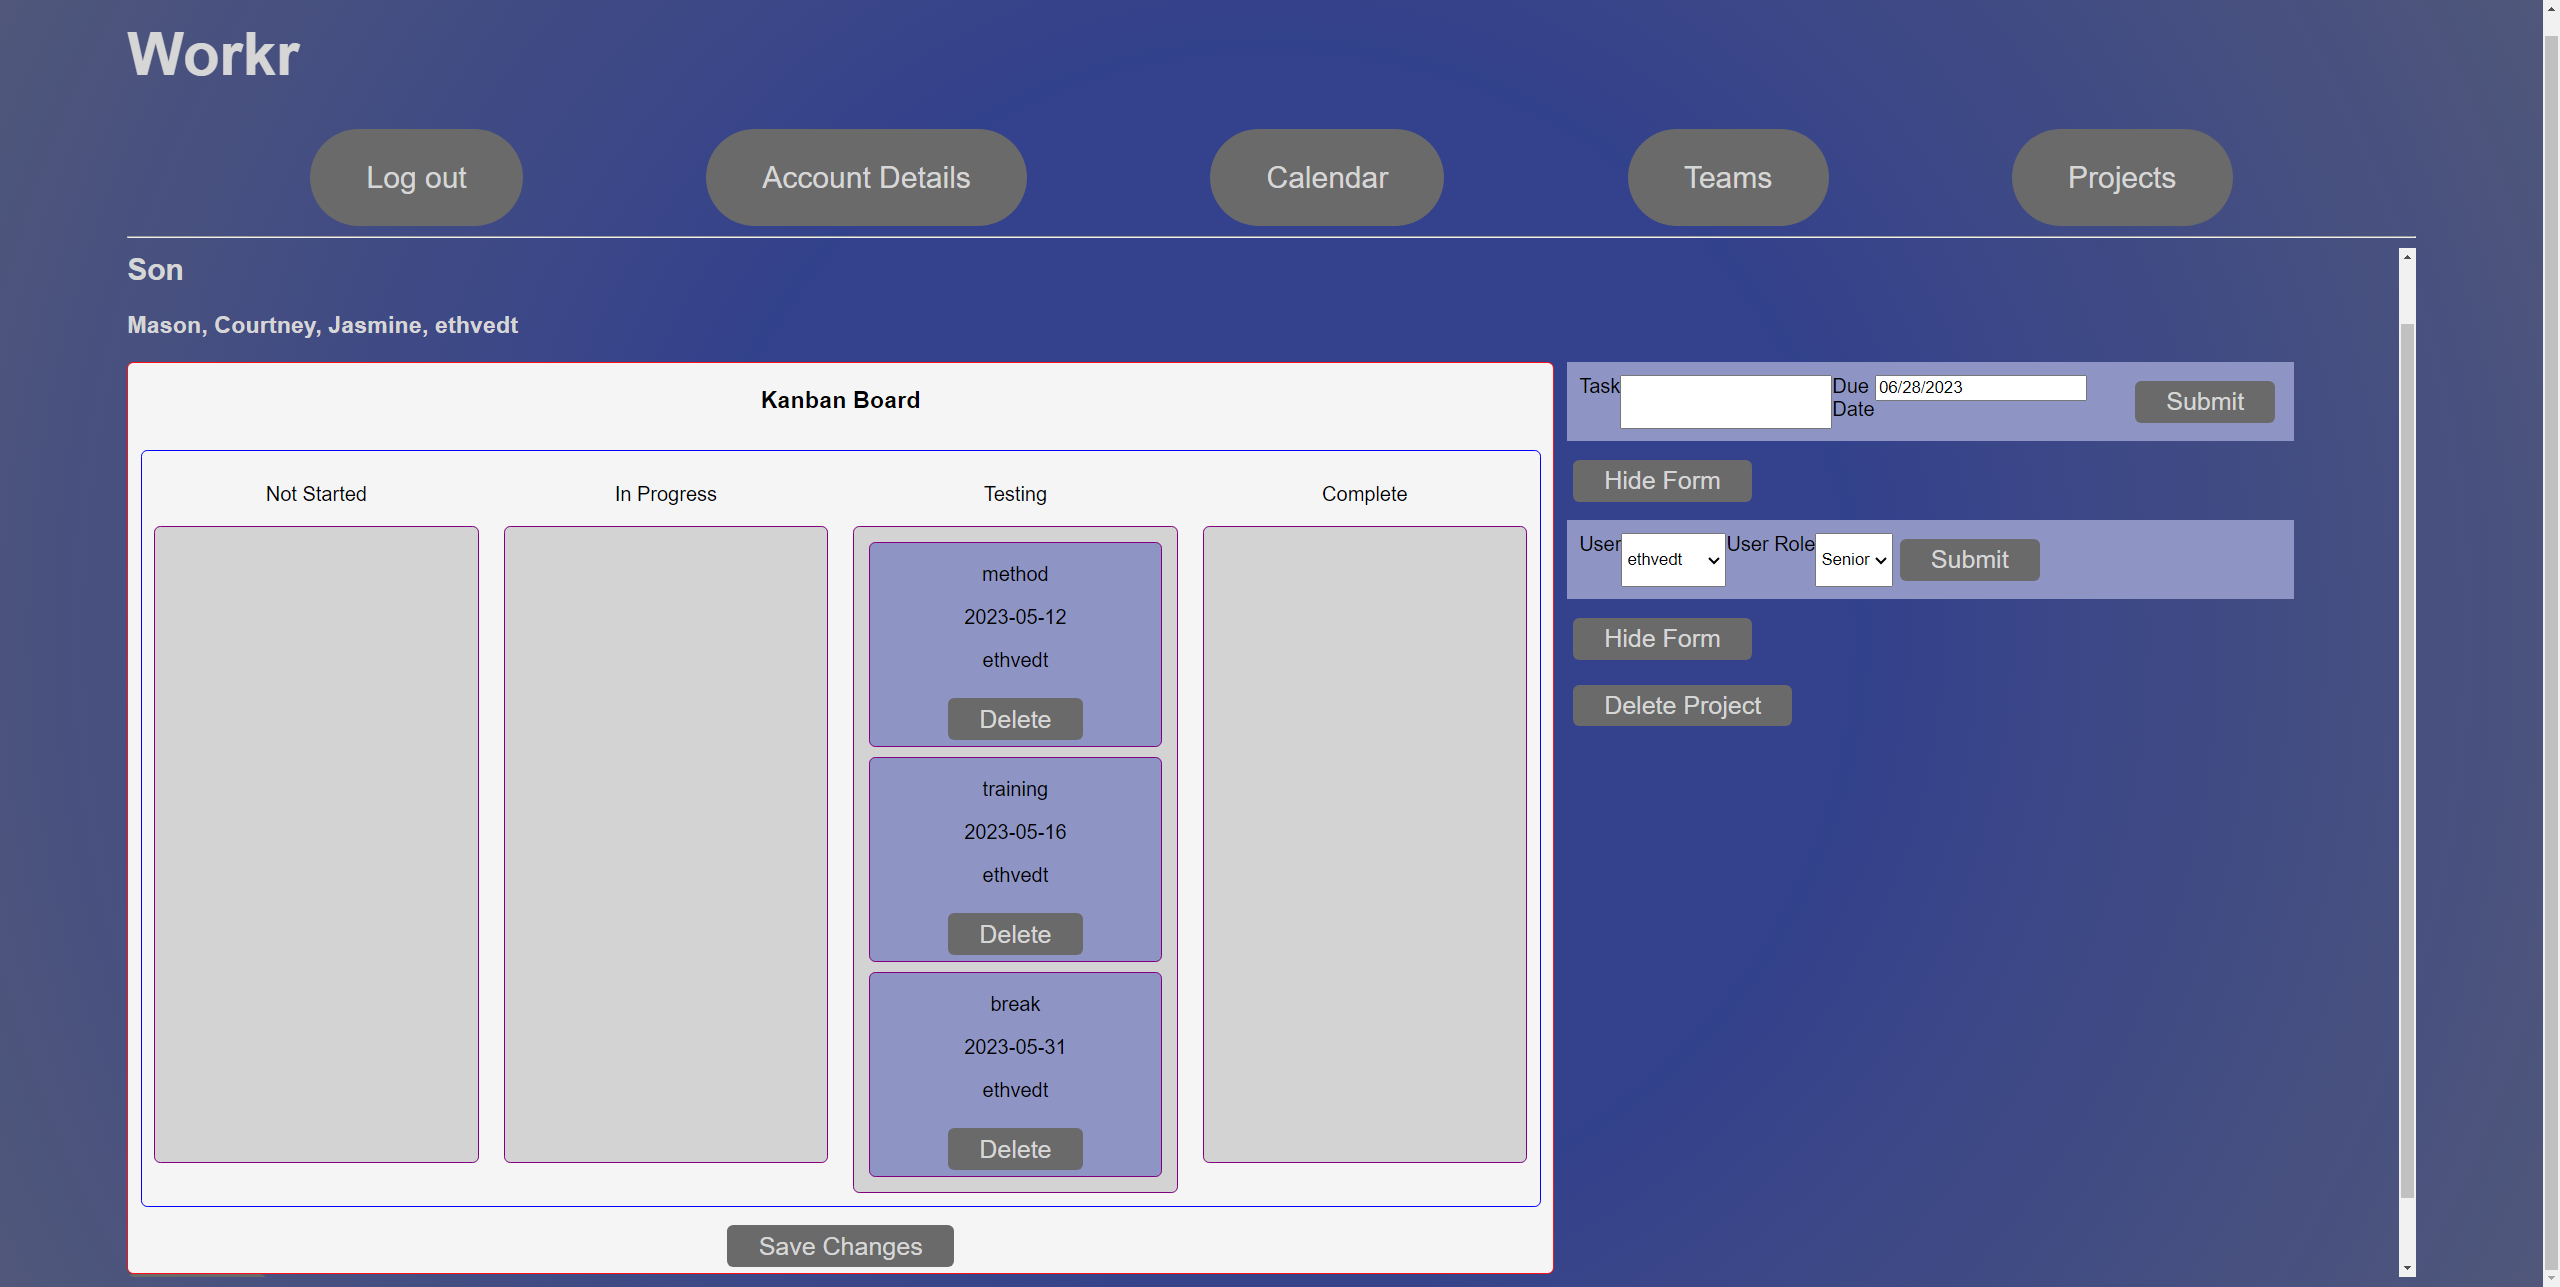 Workr
Log out
Account Details
Calendar
Teams
Projects
Son
Mason, Courtney, Jasmine, ethvedt
Kanban Board
Not Started
In Progress
Testing
Complete
method
2023-05-12
ethvedt
Delete
training
2023-05-16
ethvedt
Delete
break
2023-05-31
ethvedt
Delete
Save Changes
Task
Due
Date
06/28/2023
Submit
Hide Form
User
ethvedt
User Role
Senior
Submit
Hide Form
Delete Project